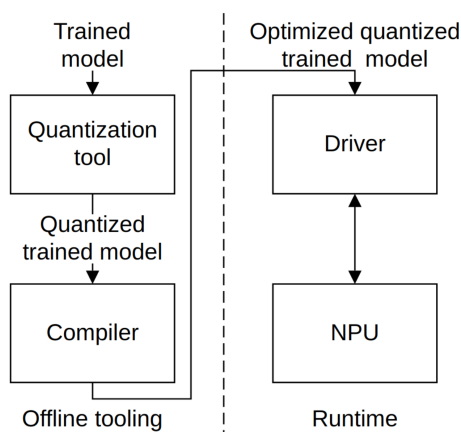 Trained
model
Quantization
tool
Quantized
trained model
Compiler
Offline tooling
Optimized quantized
trained model
Driver
NPU
Runtime